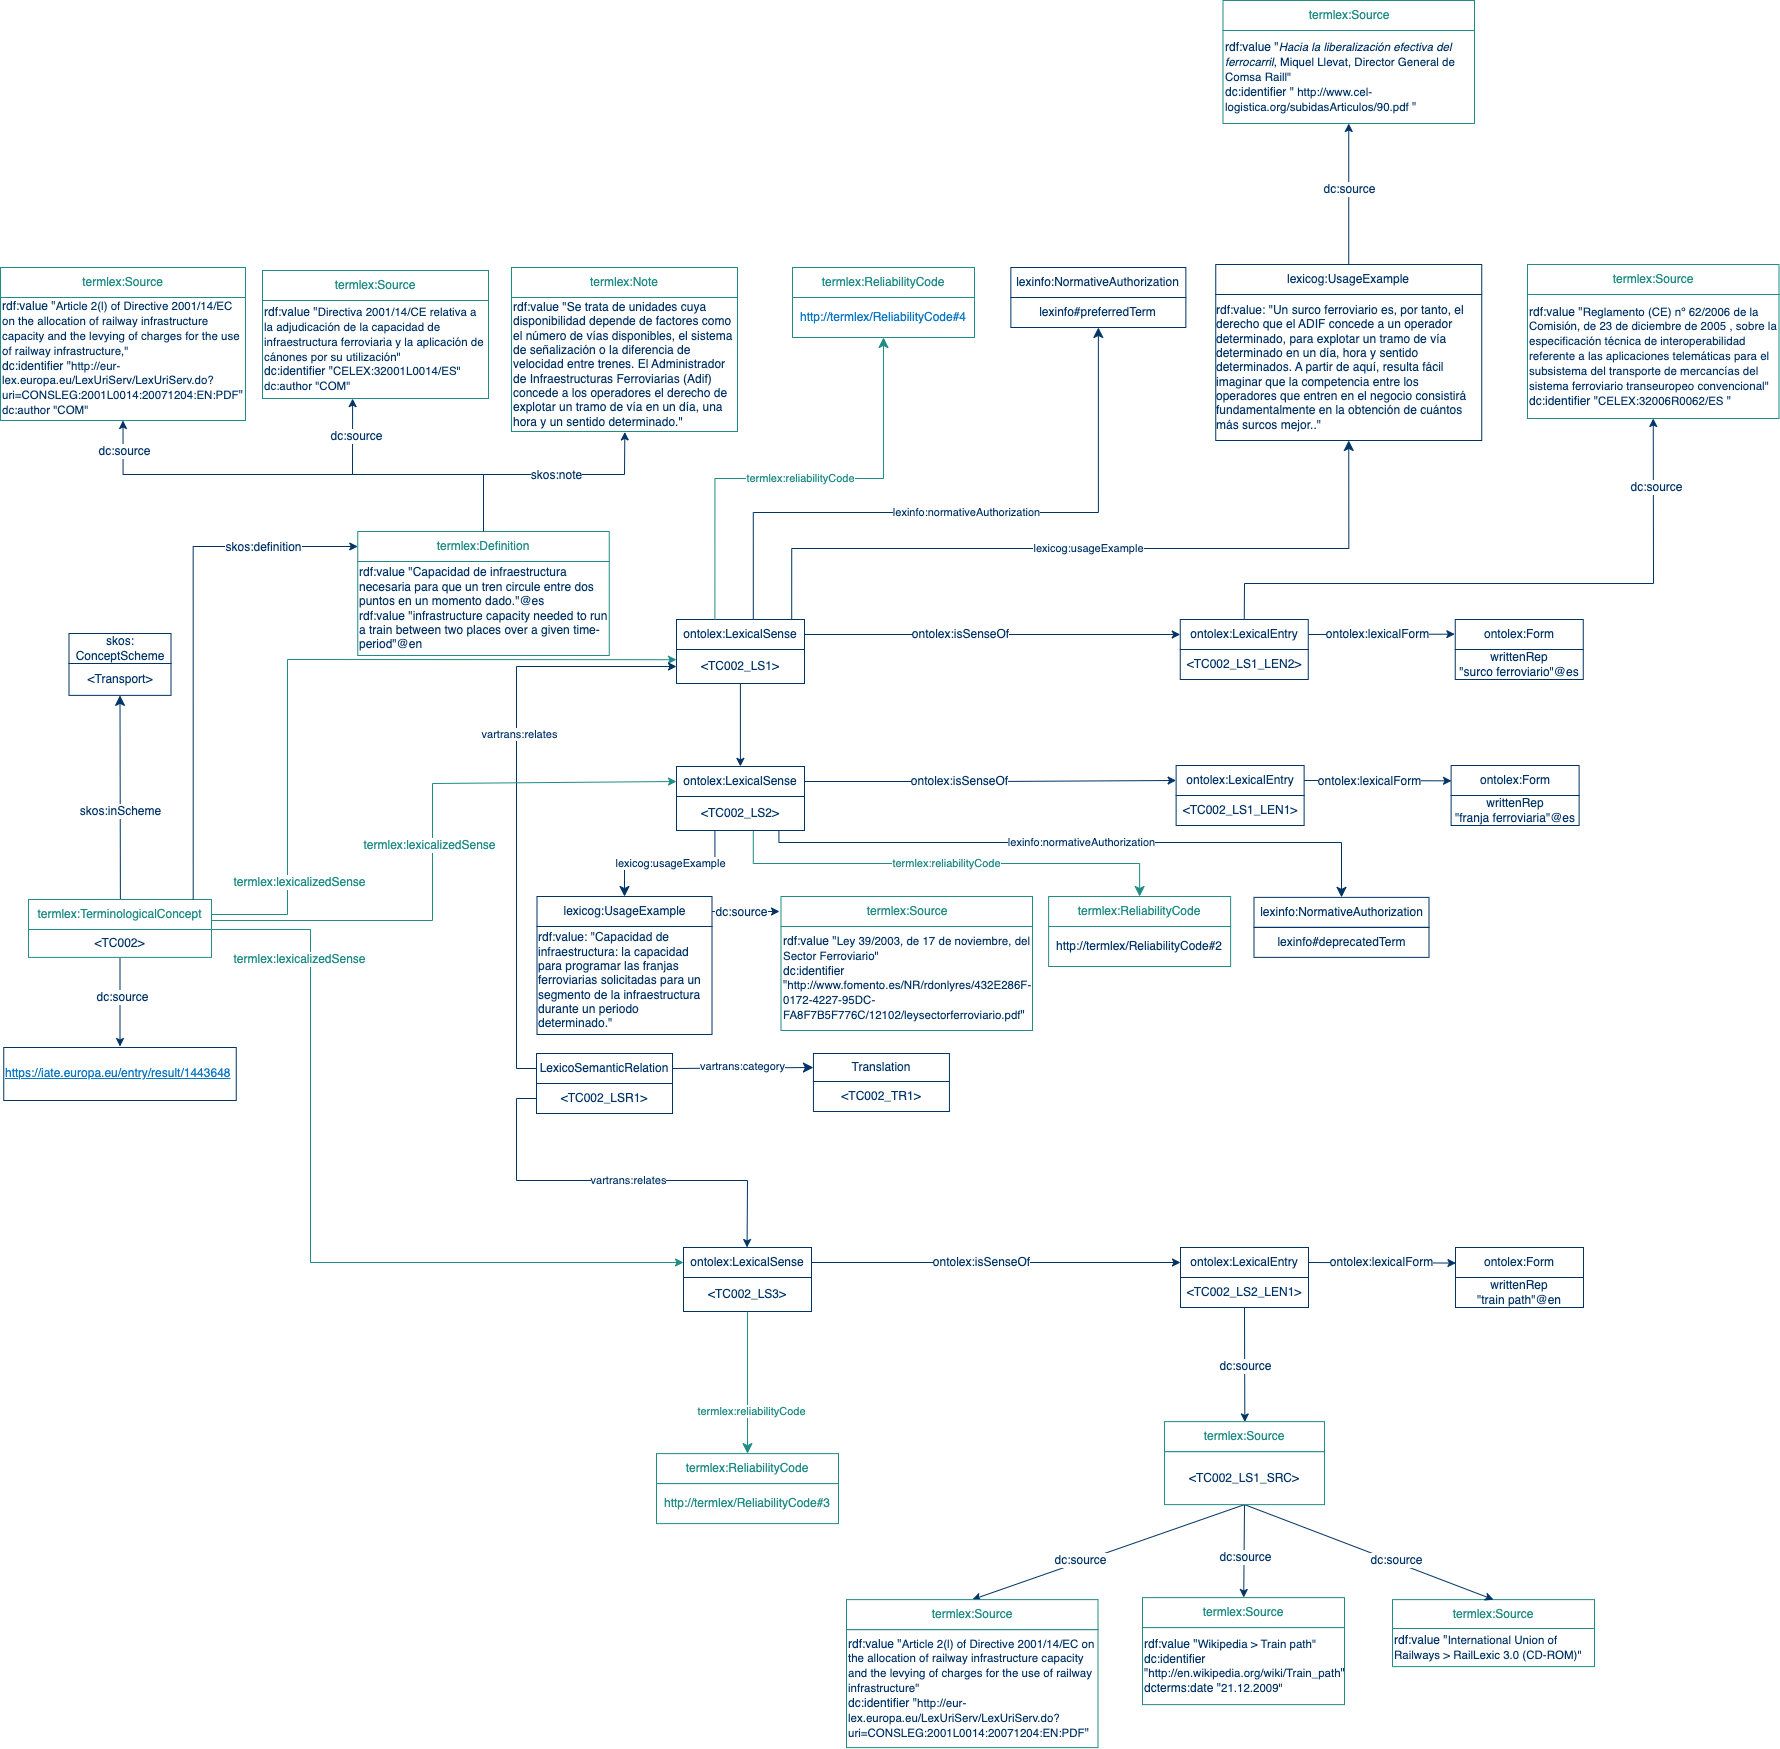 termlex:Source
rdf:value "Hacia la liberalización efectiva del
ferrocarril, Miquel Llevat, Director General de
Comsa Raill"
dc:identifier " http://www.cel-
logistica.org/subidasArticulos/90.pdf "
dc:source
termlex:Source
rdf:value "Article 2(l) of Directive 2001/14/EC
on the allocation of railway infrastructure
capacity and the levying of charges for the use
of railway infrastructure,"
dc:identifier "http://eur-
lex.europa.eu/LexUriServ/LexUriServ.do?
uri=CONSLEG:2001L0014:20071204:EN:PDF"
dc:author "COM"
termlex:Source
rdf:value "Directiva 2001/14/CE relativa a
la adjudicación de la capacidad de
infraestructura ferroviaria y la aplicación de
cánones por su utilización"
dc:identifier "CELEX:32001L0014/ES"
dc:author "COM"
termlex:Note
rdf:value "Se trata de unidades cuya
disponibilidad depende de factores como
el número de vías disponibles, el sistema
de señalización o la diferencia de
velocidad entre trenes. El Administrador
de Infraestructuras Ferroviarias (Adif)
concede a los operadores el derecho de
explotar un tramo de vía en un día, una
hora y un sentido determinado."
termlex:ReliabilityCode
http://termlex/ReliabilityCode#4
lexinfo:NormativeAuthorization
lexinfo#preferredTerm
lexicog:UsageExample
rdf:value: "Un surco ferroviario es, por tanto, el
derecho que el ADIF concede a un operador
determinado, para explotar un tramo de vía
determinado en un día, hora y sentido
determinados. A partir de aquí, resulta fácil
imaginar que la competencia entre los
operadores que entren en el negocio consistirá
fundamentalmente en la obtención de cuántos
más surcos mejor.."
termlex:Source
rdf:value "Reglamento (CE) nº 62/2006 de la
Comisión, de 23 de diciembre de 2005 , sobre la
especificación técnica de interoperabilidad
referente a las aplicaciones telemáticas para el
subsistema del transporte de mercancías del
sistema ferroviario transeuropeo convencional"
dc:identifier "CELEX:32006R0062/ES "
dc:source
dc:source
skos:note
termlex:reliabilityCode
lexinfo:normativeAuthorization
lexicog:usageExample
dc:source
skos:definition
termlex:Definition
rdf:value "Capacidad de infraestructura
necesaria para que un tren circule entre dos
puntos en un momento dado."@es
rdf:value "infrastructure capacity needed to run
a train between two places over a given time-
period"@en
skos:
ConceptScheme
<Transport>
ontolex:LexicalSense
<TC002_LS1>
ontolex:isSenseOf
ontolex:LexicalEntry
<TC002_LS1_LEN2>
ontolex:lexicalForm
ontolex:Form
writtenRep
"surco ferroviario"@es
vartrans:relates
ontolex:LexicalSense
<TC002_LS2>
ontolex:isSenseOf
ontolex:LexicalEntry
<TC002_LS1_LEN1>
ontolex:lexicalForm
ontolex:Form
writtenRep
"franja ferroviaria"@es
skos:inScheme
termlex:lexicalizedSense
termlex:lexicalizedSense
lexicog:usageExample
termlex:reliabilityCode
lexinfo:normativeAuthorization
termlex:TerminologicalConcept
<TC002>
termlex:lexicalizedSense
dc:source
https://iate.europa.eu/entry/result/1443648
lexicog:UsageExample
rdf:value: "Capacidad de
infraestructura: la capacidad
para programar las franjas
ferroviarias solicitadas para un
segmento de la infraestructura
durante un periodo
determinado."
dc:source
termlex:Source
rdf:value "Ley 39/2003, de 17 de noviembre, del
Sector Ferroviario"
dc:identifier
"http://www.fomento.es/NR/rdonlyres/432E286F-
0172-4227-95DC-
FA8F7B5F776C/12102/leysectorferroviario.pdf"
termlex:ReliabilityCode
http://termlex/ReliabilityCode#2
lexinfo:NormativeAuthorization
lexinfo#deprecatedTerm
LexicoSemanticRelation
<TC002_LSR1>
vartrans:category
Translation
<TC002_TR1>
vartrans:relates
ontolex:LexicalSense
<TC002_LS3>
ontolex:isSenseOf
ontolex:LexicalEntry
<TC002_LS2_LEN1>
ontolex:lexicalForm
ontolex:Form
writtenRep
"train path"@en
dc:source
termlex:reliabilityCode
termlex:ReliabilityCode
http://termlex/ReliabilityCode#3
termlex:Source
<TC002_LS1_SRC>
dc:source
dc:source
dc:source
termlex:Source
rdf:value "Article 2(l) of Directive 2001/14/EC on
the allocation of railway infrastructure capacity
and the levying of charges for the use of railway
infrastructure"
dc:identifier "http://eur-
lex.europa.eu/LexUriServ/LexUriServ.do?
uri=CONSLEG:2001L0014:20071204:EN:PDF"
termlex:Source
rdf:value "Wikipedia > Train path"
dc:identifier
"http://en.wikipedia.org/wiki/Train_path"
dcterms:date "21.12.2009"
termlex:Source
rdf:value "International Union of
Railways > RailLexic 3.0 (CD-ROM)"